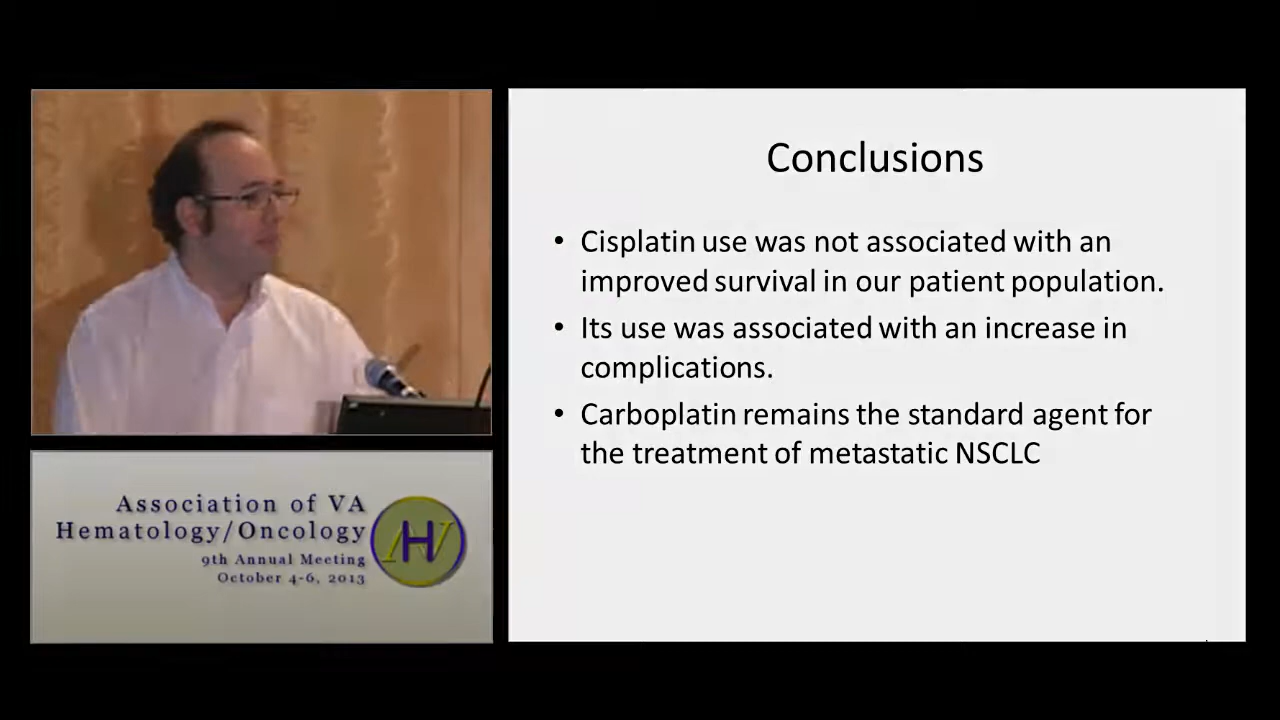 Conclusions
• Cisplatin use was not associated with an
improved survival in our patient population.
• Its use was associated with an increase in
complications.
• Carboplatin remains the standard agent for
the treatment of metastatic NSCLC
Association of VA
Hematology/Oncology
9th Annual Meeting
October 4-6, 2013
AHV